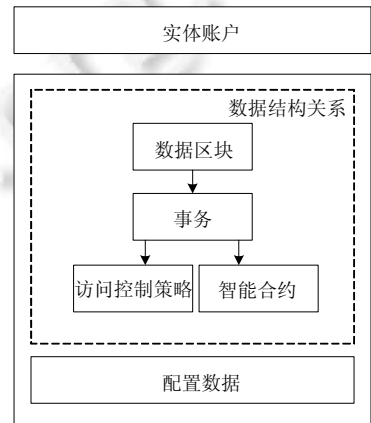 实体账户
数据结构关系
数据区块
事务
访问控制策略
智能合约
配置数据